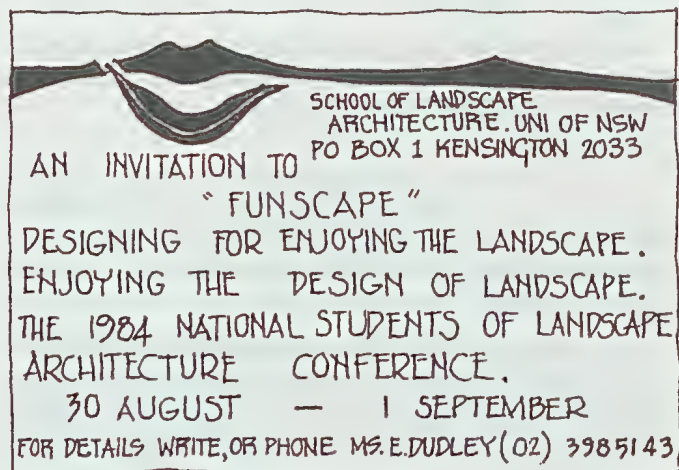 SCHOOL OF LANDSCAPE
ARCHITECTURE. UNI OF NSW
PO BOX 1 KENSINGTON 2033
AN INVITATION TO
"FUNSCAPE"
DESIGNING FOR ENJOYING THE LANDSCAPE.
ENJOYING THE DESIGN OF LANDSCAPE.
THE 1984 NATIONAL STUDENTS OF LANDSCAPE
ARCHITECTURE CONFERENCE.
30 AUGUST — 1 SEPTEMBER
FOR DETAILS WRITE, OR PHONE MS. E. DUDLEY (02) 3985143